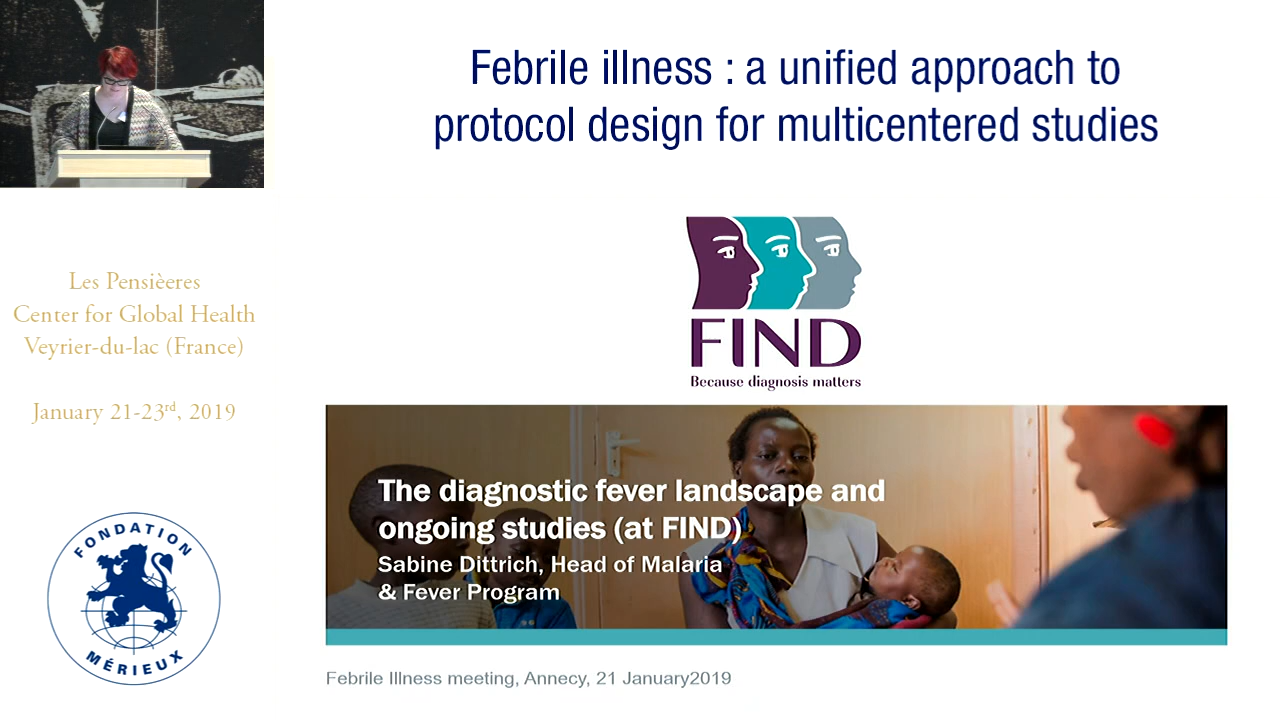 Febrile illness : a unified approach to
protocol design for multicentered studies
Les Pensièeres
Center for Global Health
Veyrier-du-lac (France)
January 21-23rd, 2019
FONDATION
MÉRIEUX
FIND
Because diagnosis matters
The diagnostic fever landscape and
ongoing studies (at FIND)
Sabine Dittrich, Head of Malaria
& Fever Program
Febrile Illness meeting, Annecy, 21 January2019